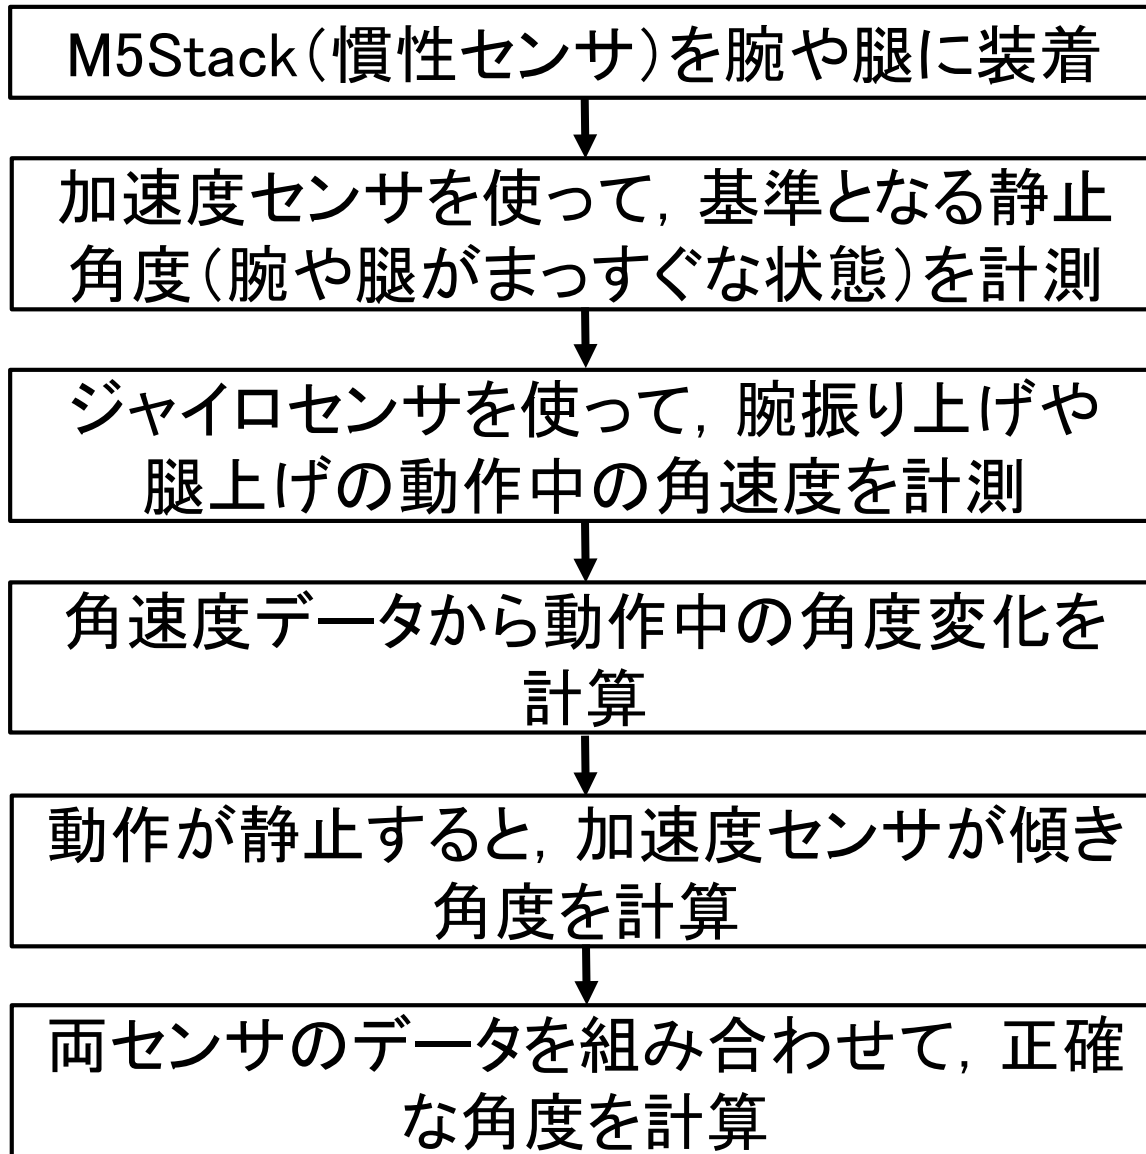 M5Stack(慣性センサ)を腕や腿に装着
加速度センサを使って, 基準となる静止
角度(腕や腿がまっすぐな状態)を計測
ジャイロセンサを使って, 腕振り上げや
腿上げの動作中の角速度を計測
角速度データから動作中の角度変化を
計算
動作が静止すると, 加速度センサが傾き
角度を計算
両センサのデータを組み合わせて, 正確
な角度を計算